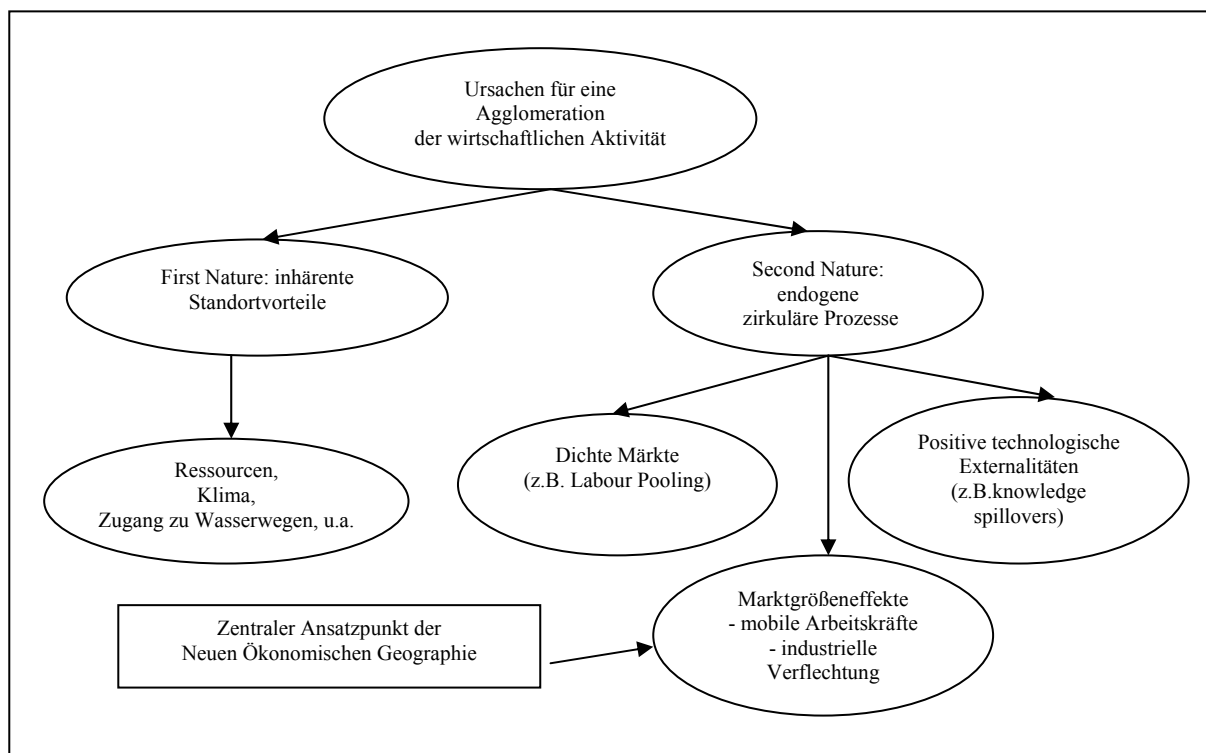 Ursachen für eine
Agglomeration
der wirtschaftlichen Aktivität
First Nature: inhärente
Standortvorteile
Second Nature:
endogene
zirkuläre Prozesse
Ressourcen,
Klima,
Zugang zu Wasserwegen, u.a.
Dichte Märkte
(z.B. Labour Pooling)
Positive technologische
Externalitäten
(z.B.knowledge
spillovers)
Marktgrößeneffekte
- mobile Arbeitskräfte
- industrielle
Verflechtung
Zentraler Ansatzpunkt der
Neuen Ökonomischen Geographie